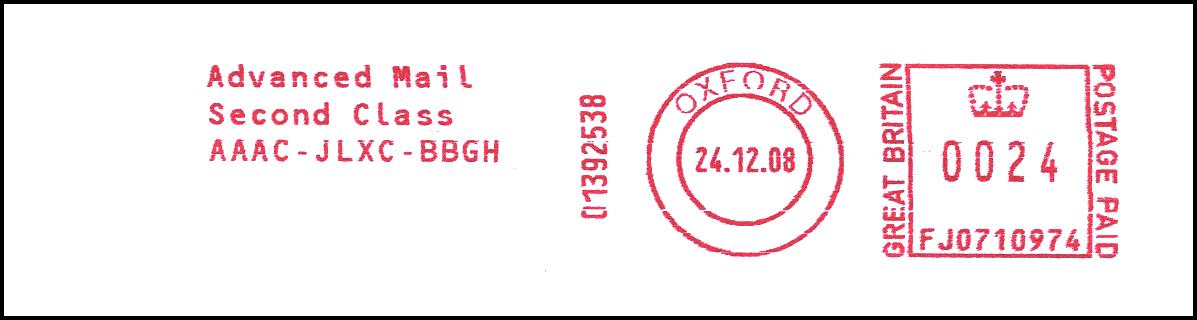 Advanced Mail
Second Class
AAAC-JLXC-BBGH
01392538
OXFORD
24.12.08
GREAT BRITAIN
0024
FJ0710974
POSTAGE PAID